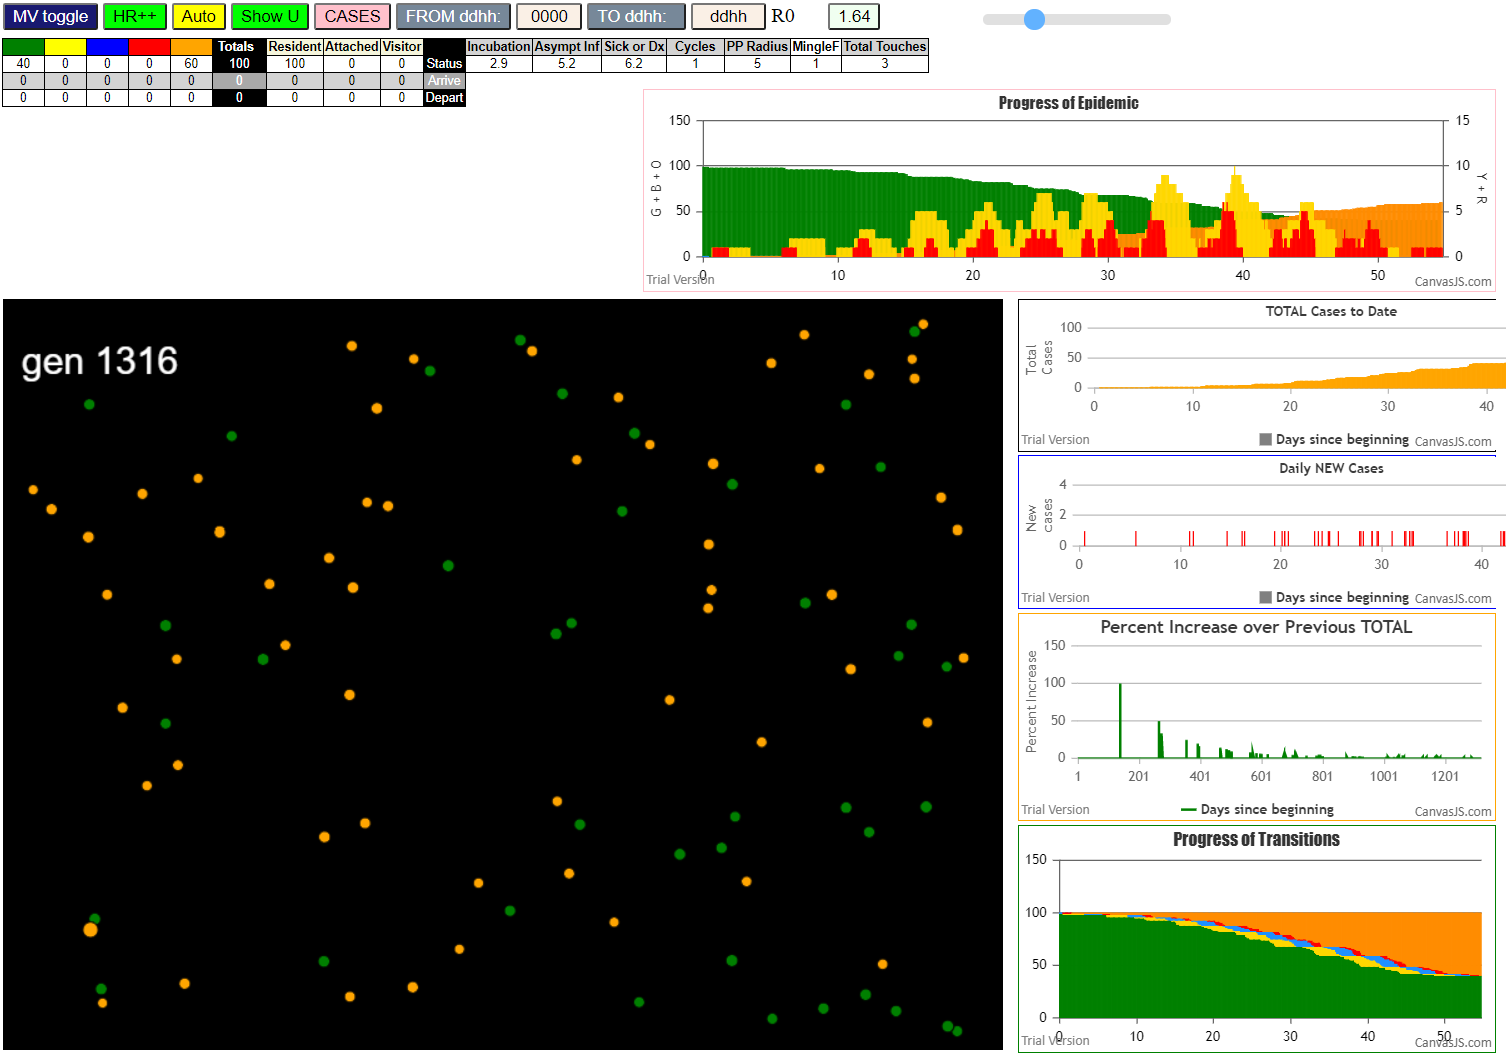 MV toggle HR++ Auto Show U CASES FROM ddhh: 0000 TO ddhh: ddhh R0 1.64
Totals Resident Attached Visitor Incubation Asympt Inf Sick or Dx Cycles PP Radius MingleF Total Touches
40 0 0 0 60 100 100 0 0 Status 2.9 5.2 6.2 1 5 1 3
0 0 0 0 0 0 0 0 0 Arrive
0 0 0 0 0 0 0 0 0 Depart
Progress of Epidemic
G + B + O
150
100
50
0
Y + R
15
10
5
0
0 10 20 30 40 50
Trial Version
CanvasJS.com
gen 1316
TOTAL Cases to Date
Total
Cases
100
50
0
0 10 20 30 40
Days since beginning
Trial Version
CanvasJS.com
Daily NEW Cases
New
cases
4
2
0
0 10 20 30 40
Days since beginning
Trial Version
CanvasJS.com
Percent Increase over Previous TOTAL
Percent Increase
150
100
50
0
1 201 401 601 801 1001 1201
Days since beginning
Trial Version
CanvasJS.com
Progress of Transitions
150
100
50
0
0 10 20 30 40 50
Trial Version
CanvasJS.com